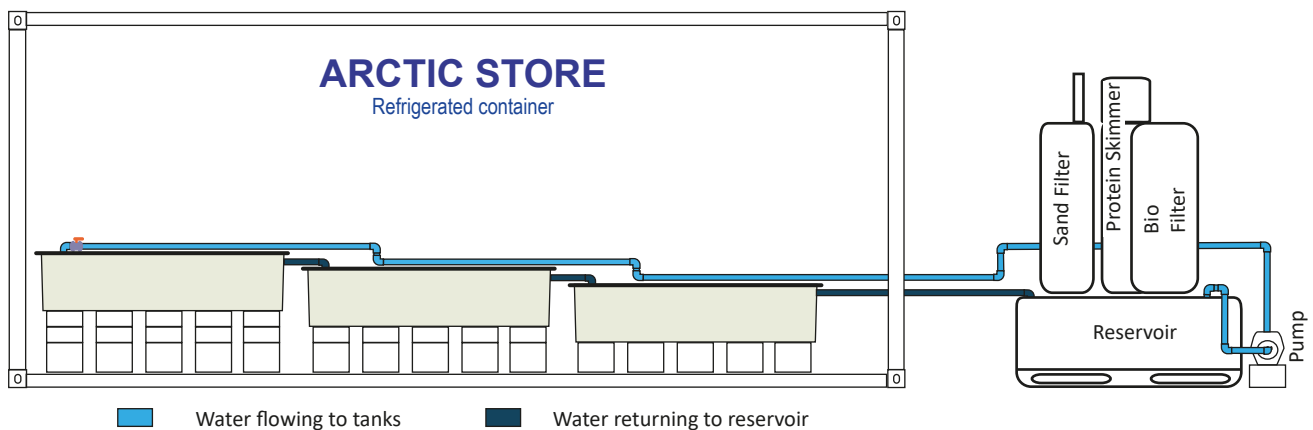 ARCTIC STORE
Refrigerated container
Sand Filter
Protein Skimmer
Bio
Filter
Reservoir
Pump
Water flowing to tanks
Water returning to reservoir